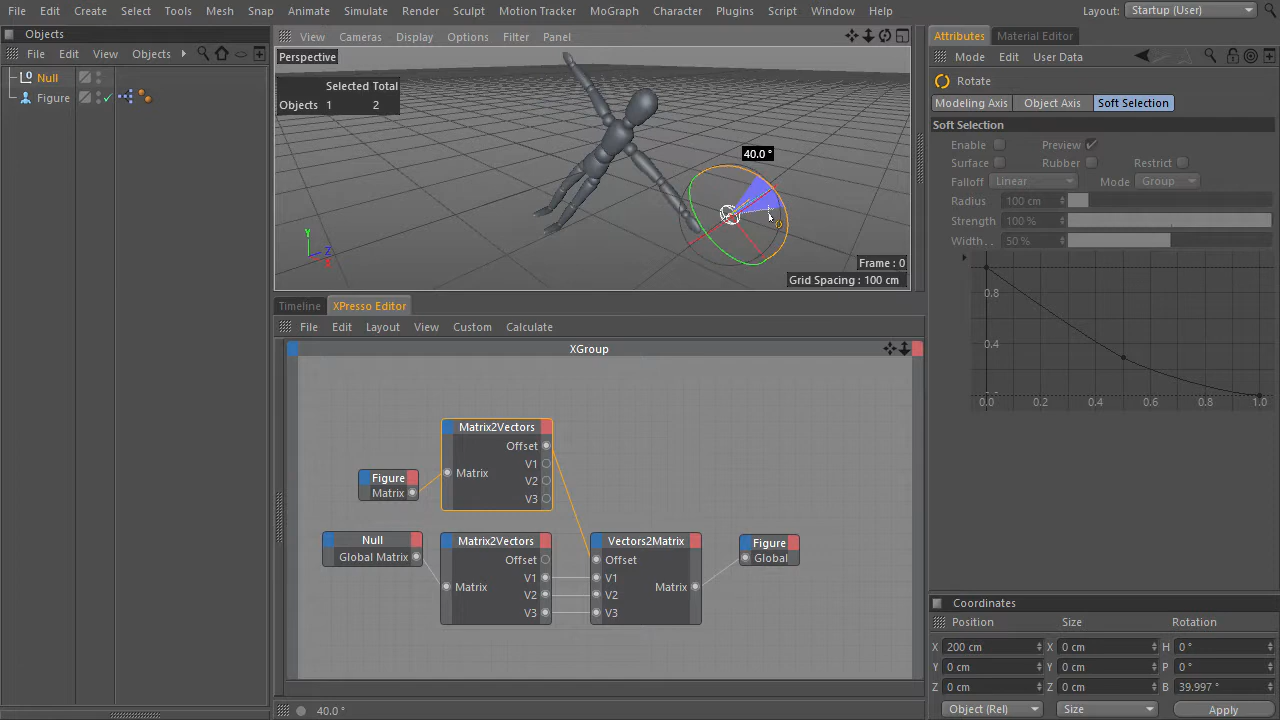 File Edit Create Select Tools Mesh Snap Animate Simulate Render Sculpt Motion Tracker MoGraph Character Plugins Script Window Help Layout: Startup (User)
Objects
File Edit View Objects
Null
Figure
View Cameras Display Options Filter Panel
Perspective
Selected Total
Objects 1 2
40.0 °
Y
Z
X
Frame : 0
Grid Spacing : 100 cm
Timeline XPresso Editor
File Edit Layout View Custom Calculate
XGroup
Matrix2Vectors
Offset
V1
Matrix
V2
V3
Figure
Matrix
Null
Global Matrix
Matrix2Vectors
Offset
V1
Matrix
V2
V3
Vectors2Matrix
Offset
V1
Matrix
V2
V3
Figure
Global
40.0 °
Attributes Material Editor
Mode Edit User Data
Rotate
Modeling Axis Object Axis Soft Selection
Soft Selection
Enable Preview
Surface Rubber Restrict
Falloff Linear Mode Group
Radius 100 cm
Strength 100 %
Width . . 50 %
0.8
0.4
0.0 0.2 0.4 0.6 0.8 1.0
Coordinates
Position Size Rotation
X 200 cm X 0 cm H 0 °
Y 0 cm Y 0 cm P 0 °
Z 0 cm Z 0 cm B 39.997 °
Object (Rel) Size Apply